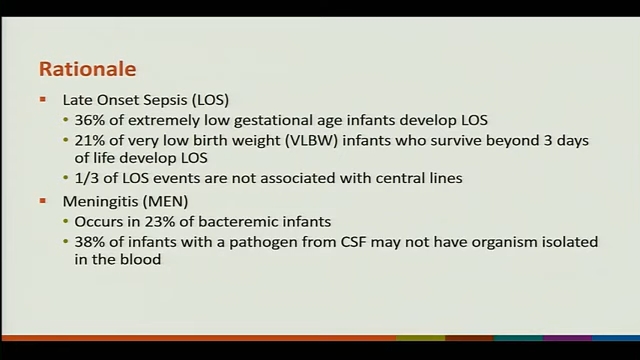 Rationale
Late Onset Sepsis (LOS)
36% of extremely low gestational age infants develop LOS
21% of very low birth weight (VLBW) infants who survive beyond 3 days
of life develop LOS
1/3 of LOS events are not associated with central lines
Meningitis (MEN)
Occurs in 23% of bacteremic infants
38% of infants with a pathogen from CSF may not have organism isolated
in the blood